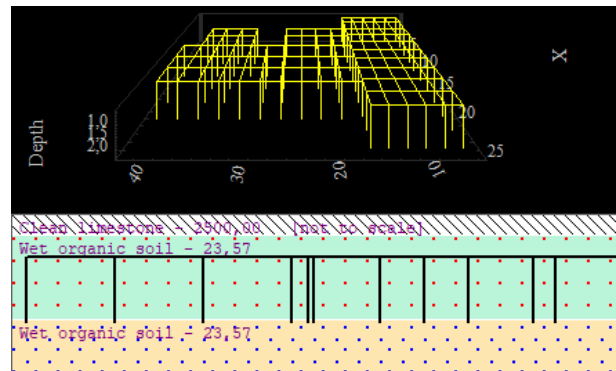 1,0
1,5
2,0
Depth
40
30
20
10
X
10
15
20
25
Clean limestone - 2500,00 [not to scale]
Wet organic soil - 23,57
Wet organic soil - 23,57